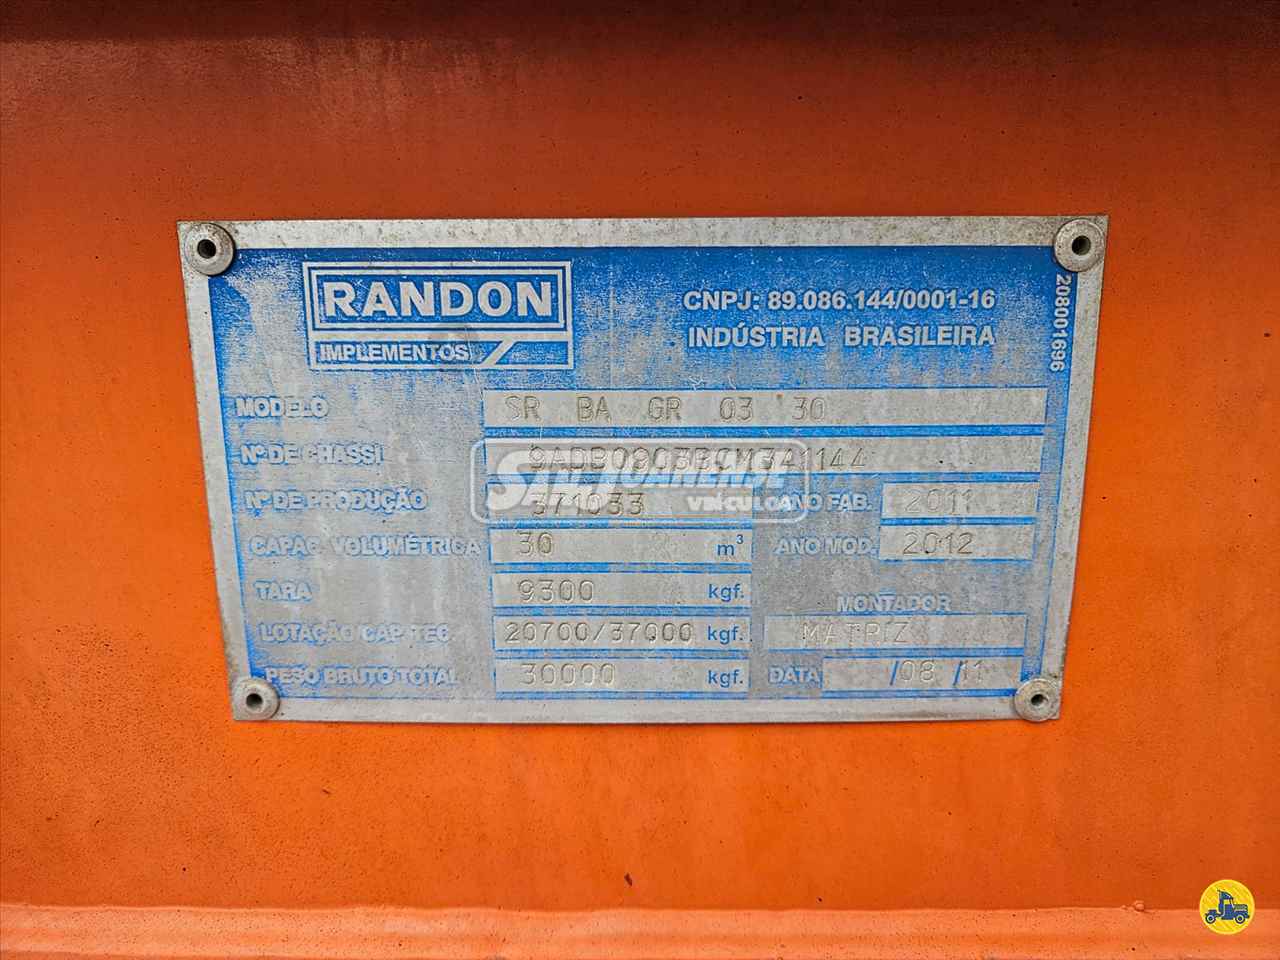 RANDON
IMPLEMENTOS
CNPJ: 89.086.144/0001-16
INDÚSTRIA BRASILEIRA
208001696
MODELO SR BA GR 03 30
Nº DE CHASSI
Nº DE PRODUÇÃO 371033 ANO FAB. 2011
CAPAC. VOLUMÉTRICA 30 m³ ANO MOD. 2012
TARA 9300 kgf.
MONTADOR
LOTAÇÃO CAP. TEC. 20700/37000 kgf. MATRIZ
PESO BRUTO TOTAL 30000 kgf. DATA /08 /11
VEÍCULOS